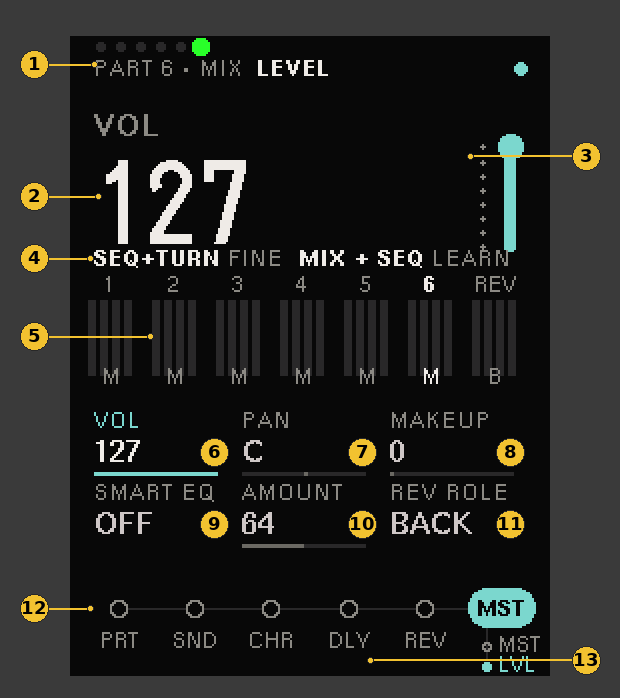 1 PART 6 · MIX LEVEL
VOL
3
2 127
4 SEQ+TURN FINE MIX + SEQ LEARN
1 2 3 4 5 6 REV
5
M M M M M M B
VOL PAN MAKEUP
127 6 C 7 0 8
SMART EQ AMOUNT REV ROLE
OFF 9 64 10 BACK 11
12 MST
PRT SND CHR DLY REV MST
LVL 13